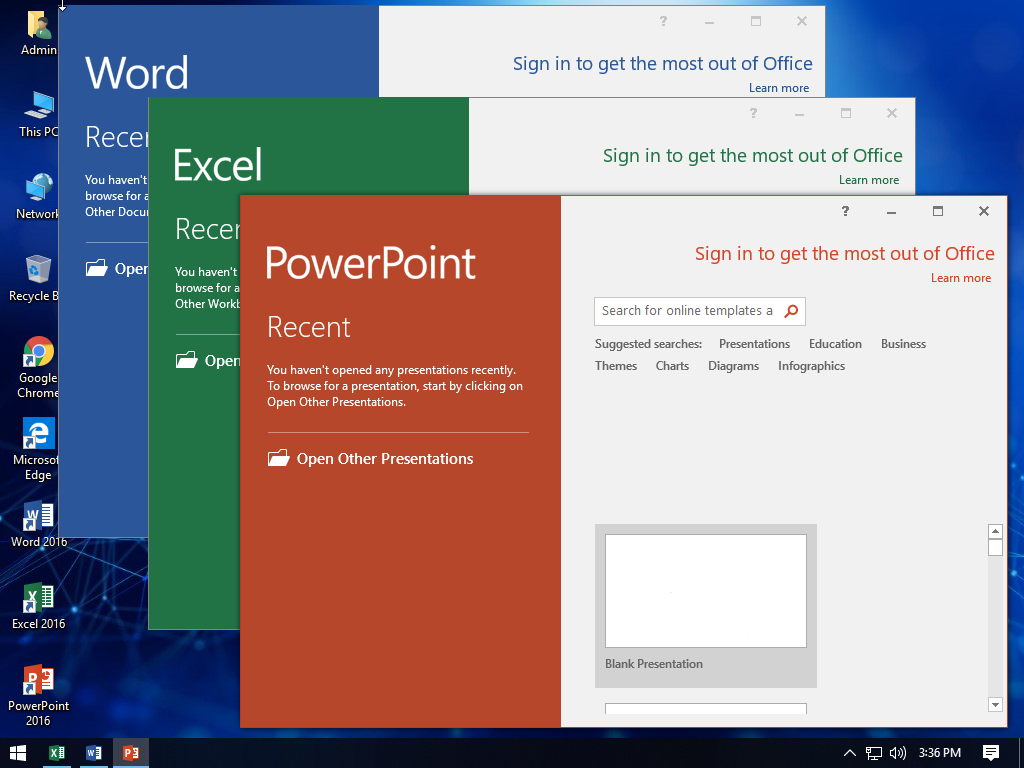 Admin
This PC
Network
Recycle B
Google
Chrome
Microsof
Edge
Word 2016
Excel 2016
PowerPoint
2016
Word
Recer
You haven't
browse for a
Other Docu
Open
?
Sign in to get the most out of Office
Learn more
Excel
Recer
You haven't
browse for a
Other Workb
Open
?
Sign in to get the most out of Office
Learn more
PowerPoint
Recent
You haven't opened any presentations recently.
To browse for a presentation, start by clicking on
Open Other Presentations.
Open Other Presentations
?
Sign in to get the most out of Office
Learn more
Search for online templates a
Suggested searches: Presentations Education Business
Themes Charts Diagrams Infographics
Blank Presentation
3:36 PM